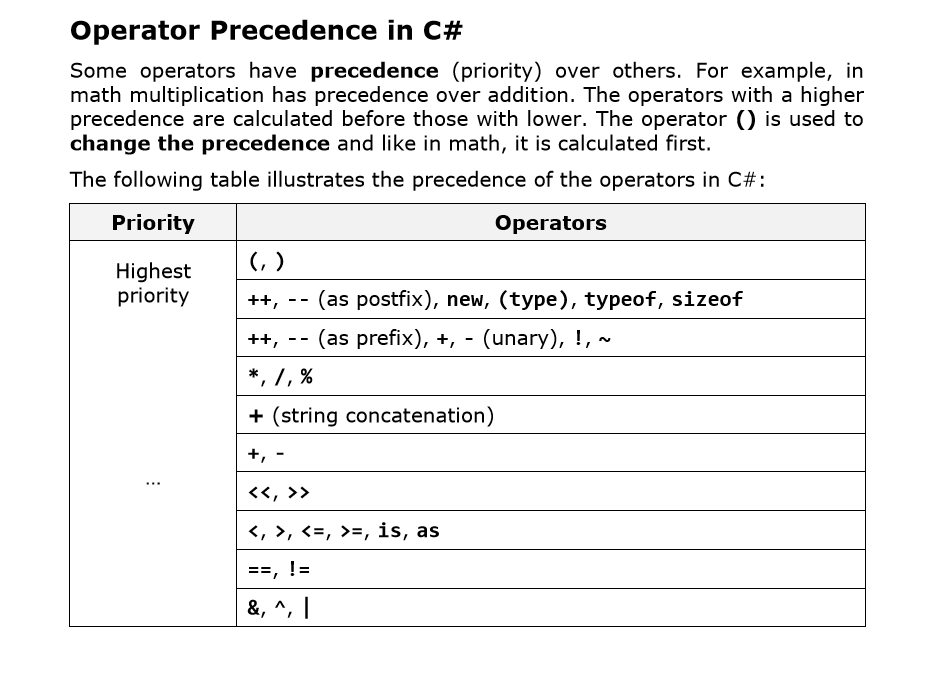 Operator Precedence in C#
Some operators have precedence (priority) over others. For example, in
math multiplication has precedence over addition. The operators with a higher
precedence are calculated before those with lower. The operator () is used to
change the precedence and like in math, it is calculated first.
The following table illustrates the precedence of the operators in C#:
Priority Operators
Highest
priority
(, )
++, -- (as postfix), new, (type), typeof, sizeof
++, -- (as prefix), +, - (unary), !, ~
*, /, %
+ (string concatenation)
+, -
...
<<, >>
<, >, <=, >=, is, as
==, !=
&, ^, |